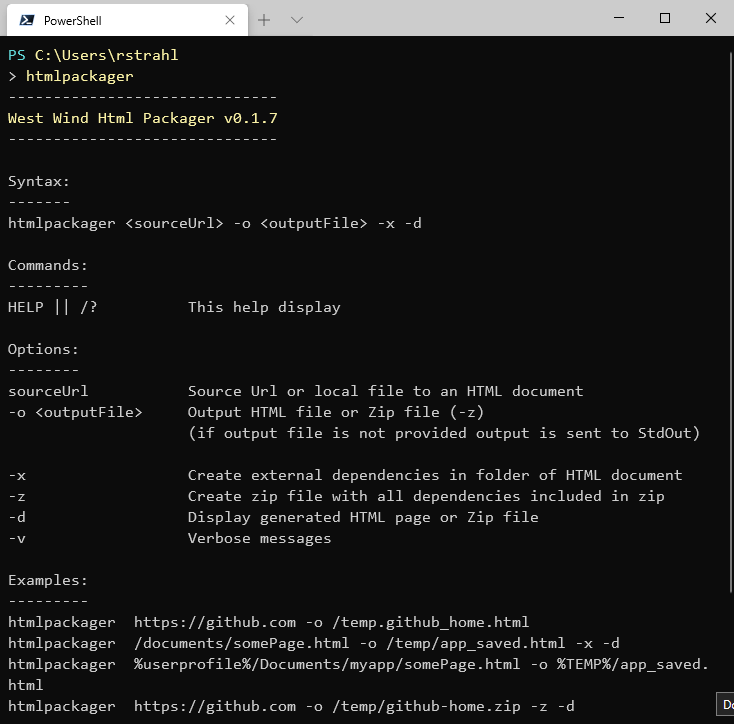 PowerShell
PS C:\Users\rstrahl
> htmlpackager
------------------------------
West Wind Html Packager v0.1.7
------------------------------
Syntax:
-------
htmlpackager <sourceUrl> -o <outputFile> -x -d
Commands:
---------
HELP || /?          This help display
Options:
--------
sourceUrl           Source Url or local file to an HTML document
-o <outputFile>     Output HTML file or Zip file (-z)
                    (if output file is not provided output is sent to StdOut)
-x                  Create external dependencies in folder of HTML document
-z                  Create zip file with all dependencies included in zip
-d                  Display generated HTML page or Zip file
-v                  Verbose messages
Examples:
---------
htmlpackager  https://github.com -o /temp.github_home.html
htmlpackager  /documents/somePage.html -o /temp/app_saved.html -x -d
htmlpackager  %userprofile%/Documents/myapp/somePage.html -o %TEMP%/app_saved.
html
htmlpackager  https://github.com -o /temp/github-home.zip -z -d